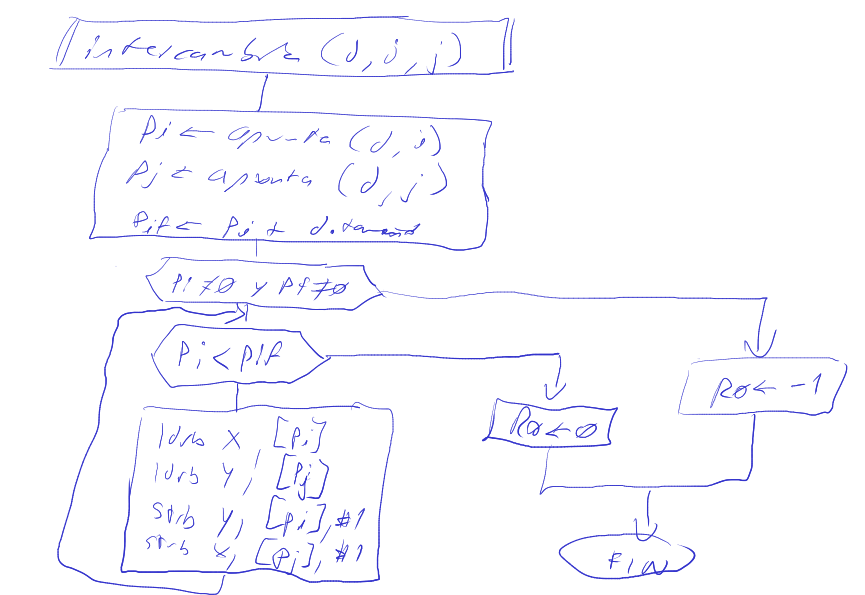 intercambia (d, i, j)
Pi ← apunta (d, i)
Pj ← apunta (d, j)
Pif ← Pi + d.tamaño
Pi ≠ 0 y Pf ≠ 0
Pi < Pif
R0 ← -1
R0 ← 0
ldrb X, [Pi]
ldrb Y, [Pj]
strb Y, [Pi], #1
strb X, [Pj], #1
FIN